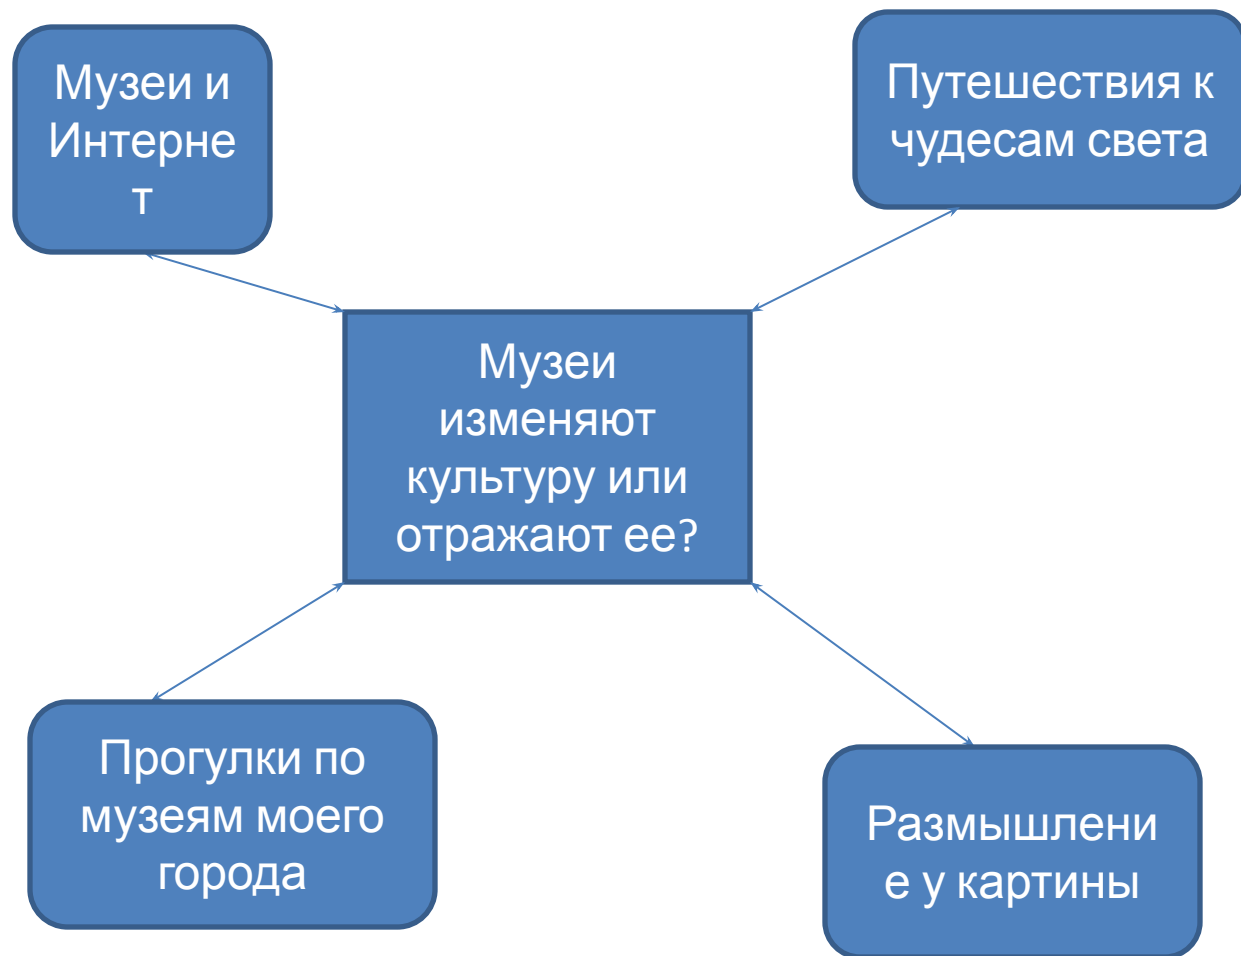 Музеи и
Интерне
т
Путешествия к
чудесам света
Музеи
изменяют
культуру или
отражают ее?
Прогулки по
музеям моего
города
Размышлени
е у картины